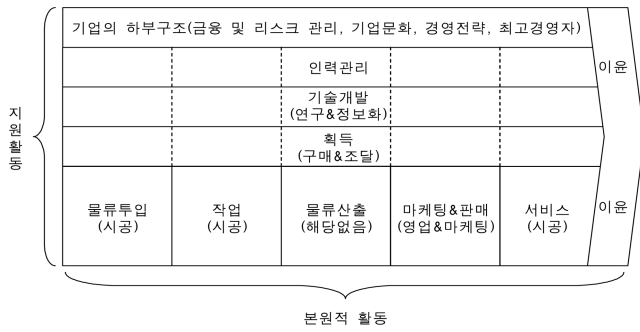 기업의 하부구조(금융 및 리스크 관리, 기업문화, 경영전략, 최고경영자)
이윤
인력관리
기술개발
(연구&정보화)
획득
(구매&조달)
지원활동
물류투입
(시공)
작업
(시공)
물류산출
(해당없음)
마케팅&판매
(영업&마케팅)
서비스
(시공)
이윤
본원적 활동